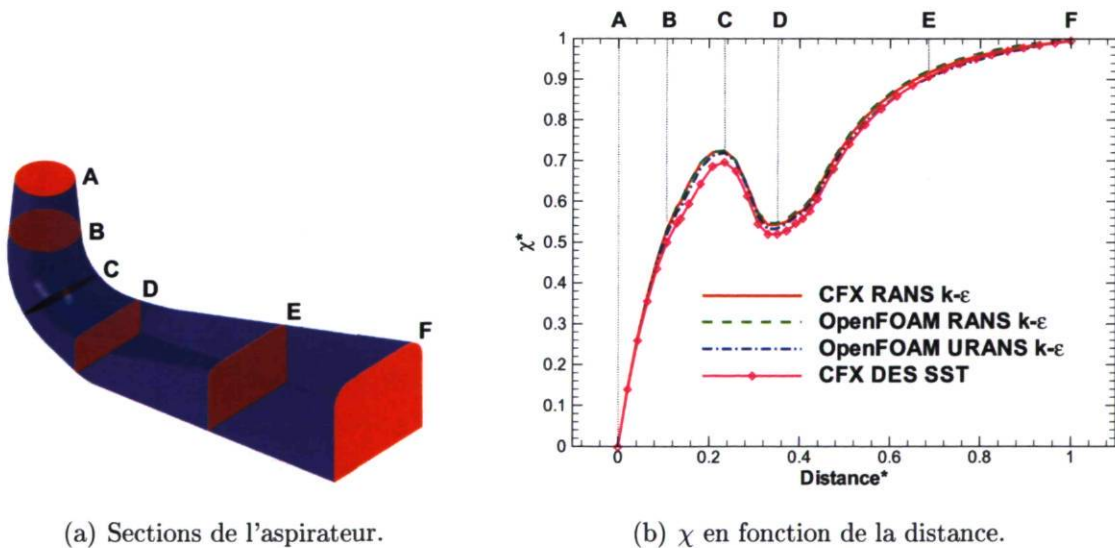 A
B
C
D
E
F
A B C D E F
1
0.9
0.8
0.7
0.6
0.5
0.4
0.3
0.2
0.1
0
χ*
CFX RANS k-ε
OpenFOAM RANS k-ε
OpenFOAM URANS k-ε
CFX DES SST
0 0.2 0.4 0.6 0.8 1
Distance*
(a) Sections de l'aspirateur.
(b) χ en fonction de la distance.